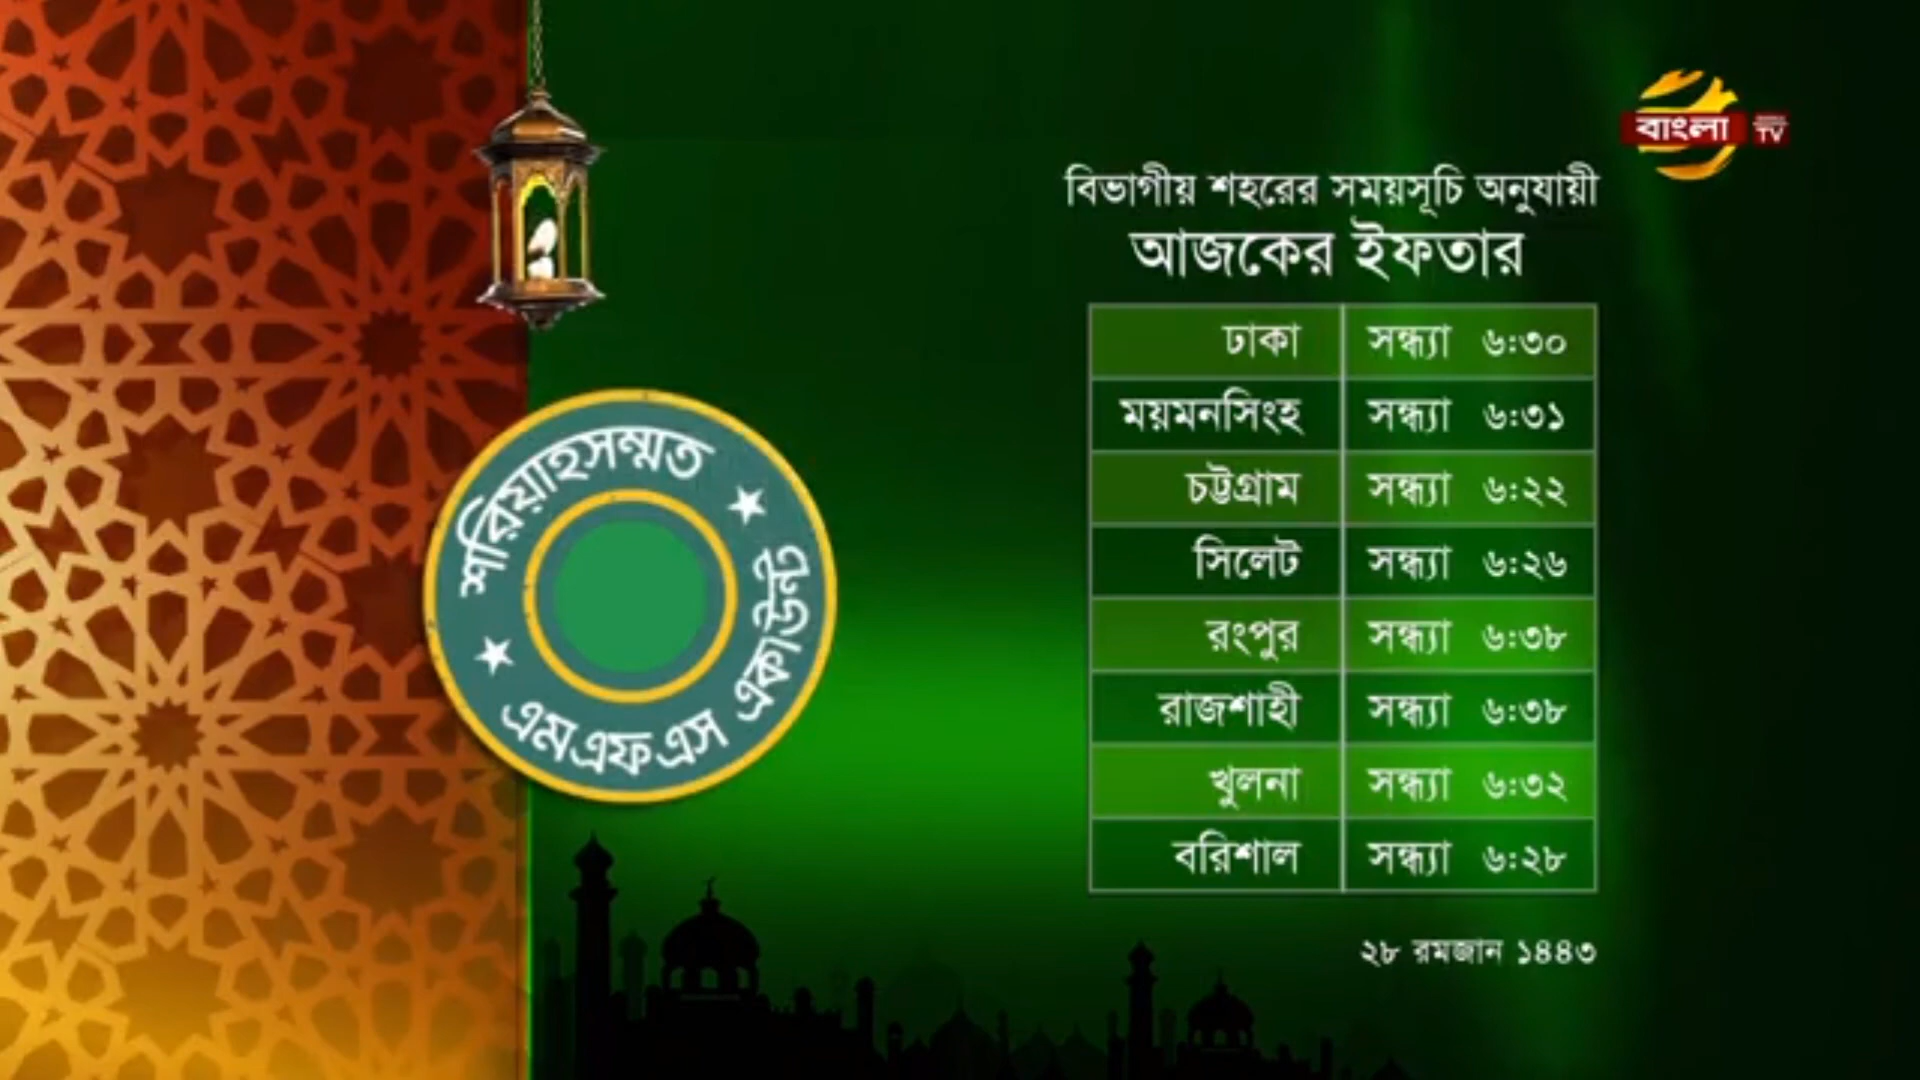 বাংলা TV
বিভাগীয় শহরের সময়সূচি অনুযায়ী
আজকের ইফতার
ঢাকা সন্ধ্যা ৬:৩০
ময়মনসিংহ সন্ধ্যা ৬:৩১
চট্টগ্রাম সন্ধ্যা ৬:২২
সিলেট সন্ধ্যা ৬:২৬
রংপুর সন্ধ্যা ৬:৩৮
রাজশাহী সন্ধ্যা ৬:৩৮
খুলনা সন্ধ্যা ৬:৩২
বরিশাল সন্ধ্যা ৬:২৮
২৮ রমজান ১৪৪৩
শরিয়াহসম্মত
এমএফএস একাউন্ট